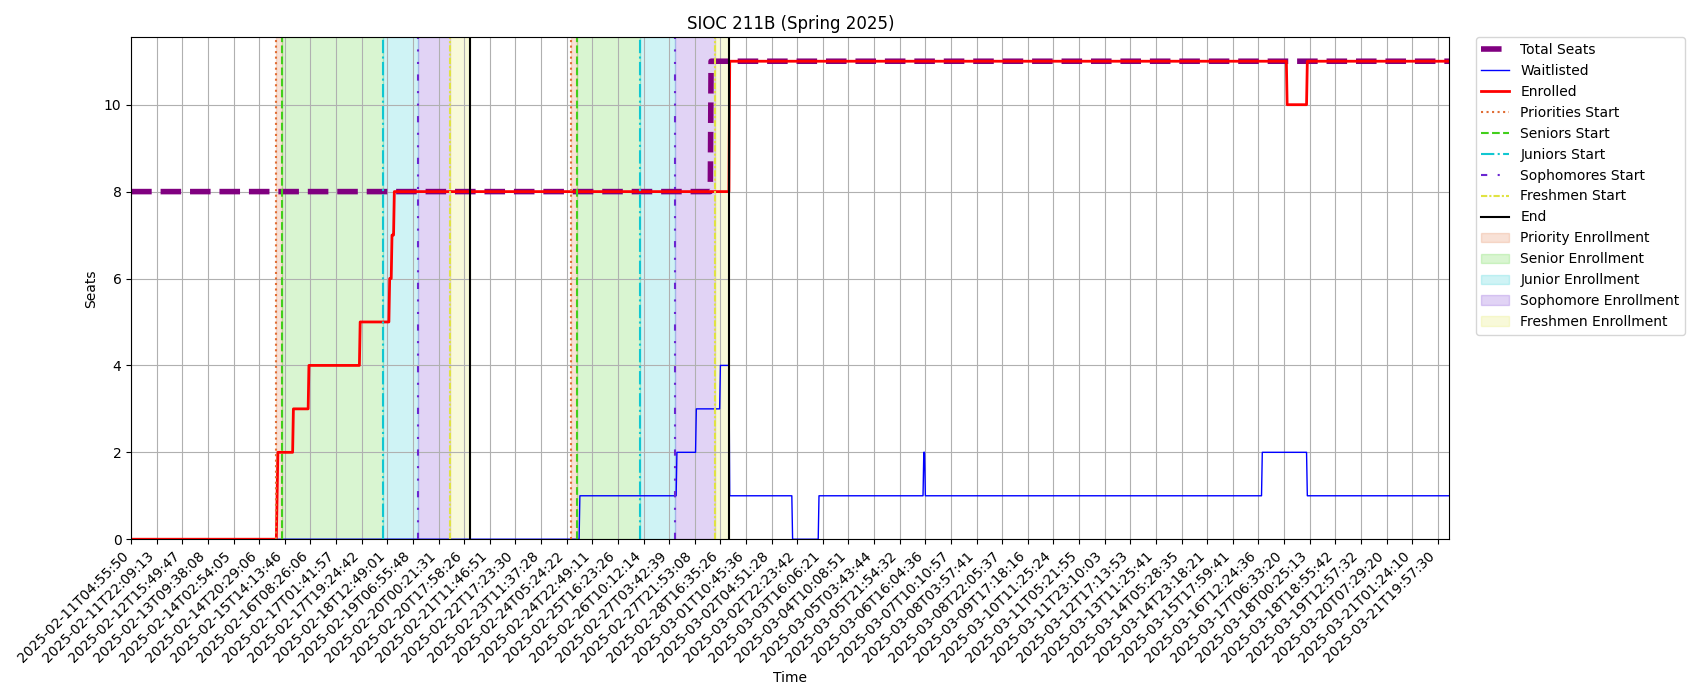 SIOC 211B (Spring 2025)
Seats
10
8
6
4
2
0
2025-02-11T04:55:50
2025-02-11T22:09:13
2025-02-12T15:49:47
2025-02-13T09:38:08
2025-02-14T02:54:05
2025-02-14T20:29:06
2025-02-15T14:13:46
2025-02-16T08:26:06
2025-02-17T01:41:57
2025-02-17T19:24:42
2025-02-18T12:49:01
2025-02-19T06:55:48
2025-02-20T00:21:31
2025-02-20T17:58:26
2025-02-21T11:46:51
2025-02-22T17:23:30
2025-02-23T11:37:28
2025-02-24T05:24:22
2025-02-24T22:49:11
2025-02-25T16:23:26
2025-02-26T10:12:14
2025-02-27T03:42:39
2025-02-27T21:53:08
2025-02-28T16:35:26
2025-03-01T10:45:36
2025-03-02T04:51:28
2025-03-02T22:23:42
2025-03-03T16:06:21
2025-03-04T10:08:51
2025-03-05T03:43:44
2025-03-05T21:54:32
2025-03-06T16:04:36
2025-03-07T10:10:57
2025-03-08T03:57:41
2025-03-08T22:05:37
2025-03-09T17:18:16
2025-03-10T11:25:24
2025-03-11T05:21:55
2025-03-11T23:10:03
2025-03-12T17:13:53
2025-03-13T11:25:41
2025-03-14T05:28:35
2025-03-14T23:18:21
2025-03-15T17:59:41
2025-03-16T12:24:36
2025-03-17T06:33:20
2025-03-18T00:25:13
2025-03-18T18:55:42
2025-03-19T12:57:32
2025-03-20T07:29:20
2025-03-21T01:24:10
2025-03-21T19:57:30
Time
Total Seats
Waitlisted
Enrolled
Priorities Start
Seniors Start
Juniors Start
Sophomores Start
Freshmen Start
End
Priority Enrollment
Senior Enrollment
Junior Enrollment
Sophomore Enrollment
Freshmen Enrollment